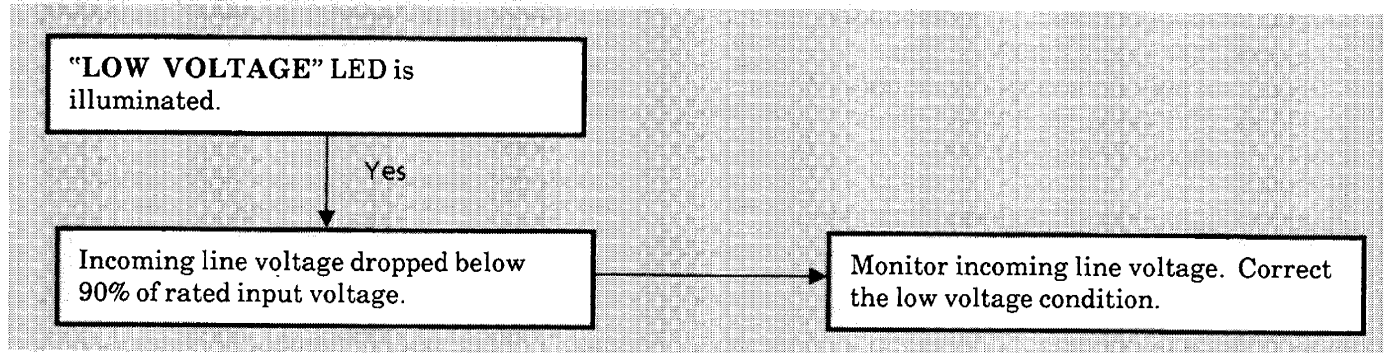 "LOW VOLTAGE" LED is
illuminated.
Yes
Incoming line voltage dropped below
90% of rated input voltage.
Monitor incoming line voltage. Correct
the low voltage condition.